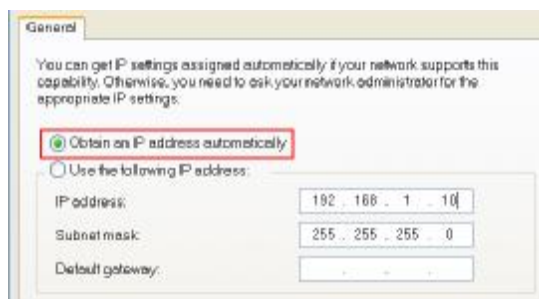 General
You can get IP settings assigned automatically if your network supports this
capability. Otherwise, you need to ask your network administrator for the
appropriate IP settings.
Obtain an IP address automatically
Use the following IP address:
IP address: 192 . 168 . 1 . 10
Subnet mask: 255 . 255 . 255 . 0
Default gateway: . . .